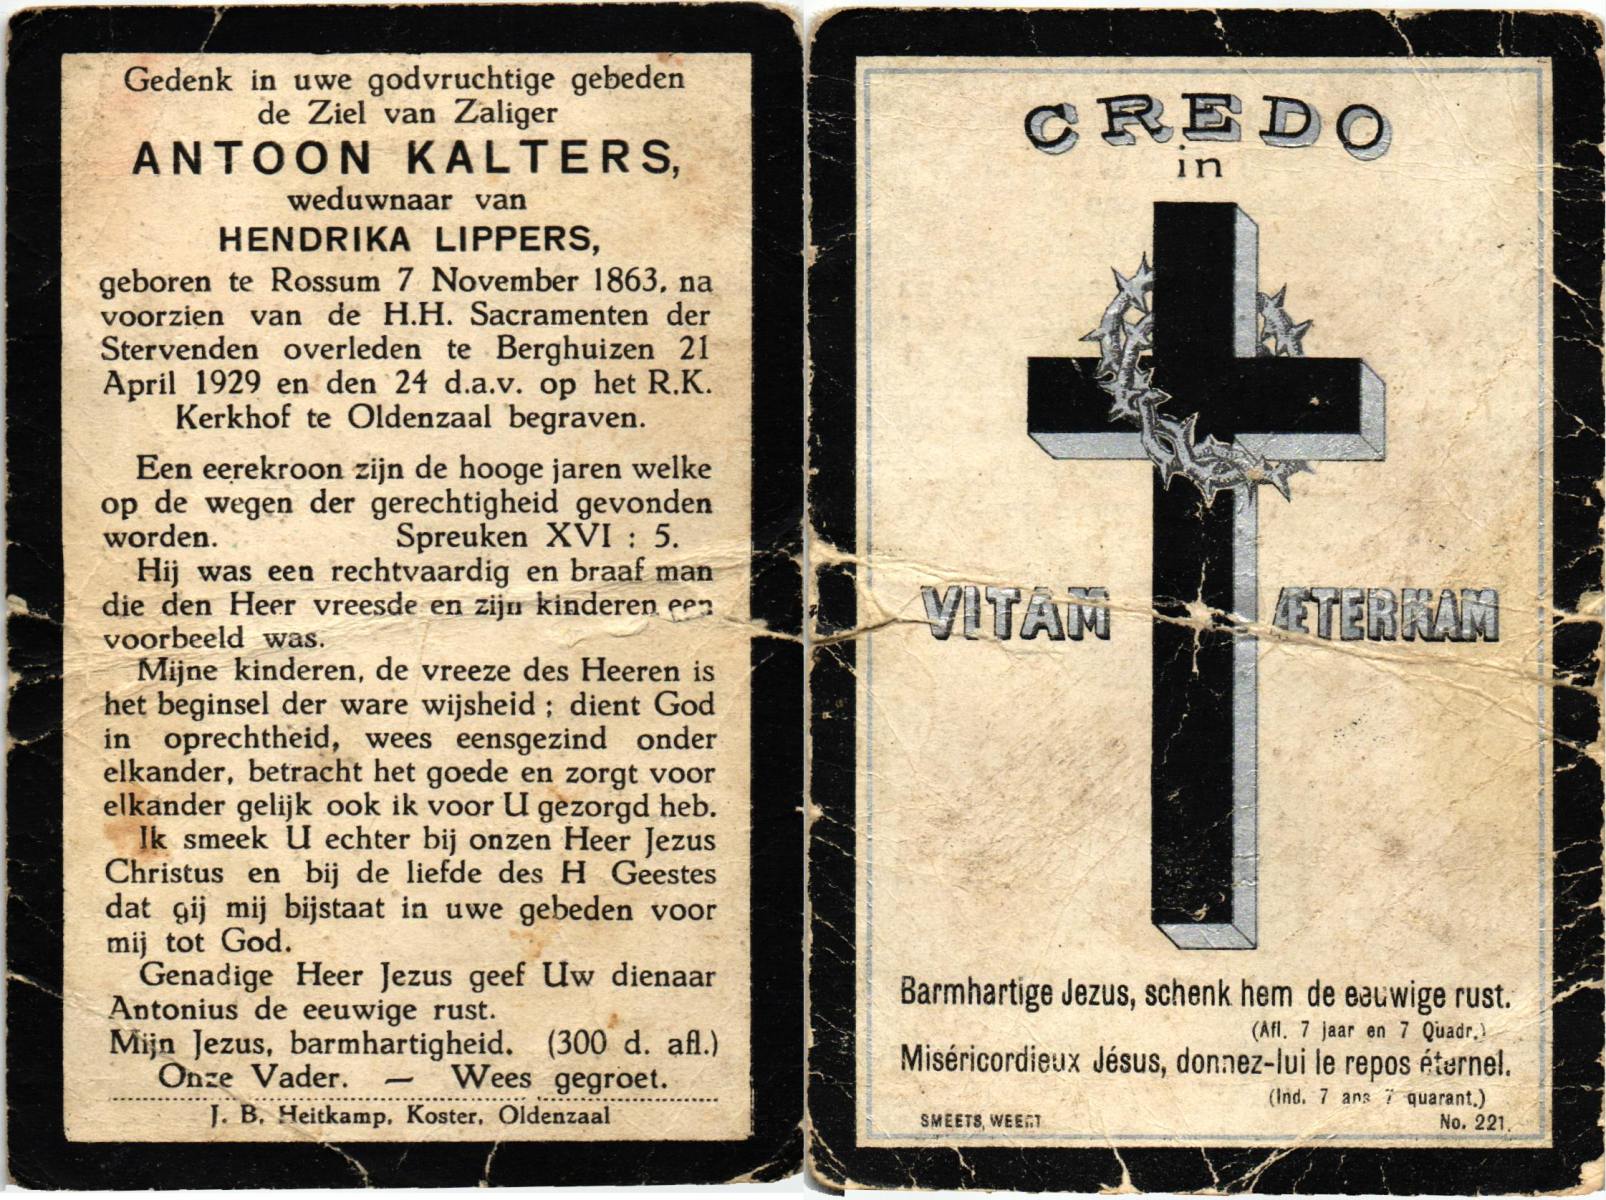 Gedenk in uwe godvruchtige gebeden
de Ziel van Zaliger
ANTOON KALTERS,
weduwnaar van
HENDRIKA LIPPERS,
geboren te Rossum 7 November 1863, na
voorzien van de H.H. Sacramenten der
Stervenden overleden te Berghuizen 21
April 1929 en den 24 d.a.v. op het R.K.
Kerkhof te Oldenzaal begraven.
Een eerekroon zijn de hooge jaren welke
op de wegen der gerechtigheid gevonden
worden. Spreuken XVI : 5.
Hij was een rechtvaardig en braaf man
die den Heer vreesde en zijn kinderen een
voorbeeld was.
Mijne kinderen, de vreeze des Heeren is
het beginsel der ware wijsheid ; dient God
in oprechtheid, wees eensgezind onder
elkander, betracht het goede en zorgt voor
elkander gelijk ook ik voor U gezorgd heb.
Ik smeek U echter bij onzen Heer Jezus
Christus en bij de liefde des H Geestes
dat gij mij bijstaat in uwe gebeden voor
mij tot God.
Genadige Heer Jezus geef Uw dienaar
Antonius de eeuwige rust.
Mijn Jezus, barmhartigheid. (300 d. afl.)
Onze Vader. — Wees gegroet.
J. B. Heitkamp, Koster, Oldenzaal
CREDO
in
VITAM ÆTERNAM
Barmhartige Jezus, schenk hem de eeuwige rust.
(Afl. 7 jaar en 7 Quadr.)
Miséricordieux Jésus, donnez-lui le repos éternel.
(Ind. 7 ans 7 quarant.)
SMEETS, WEERT No. 221.